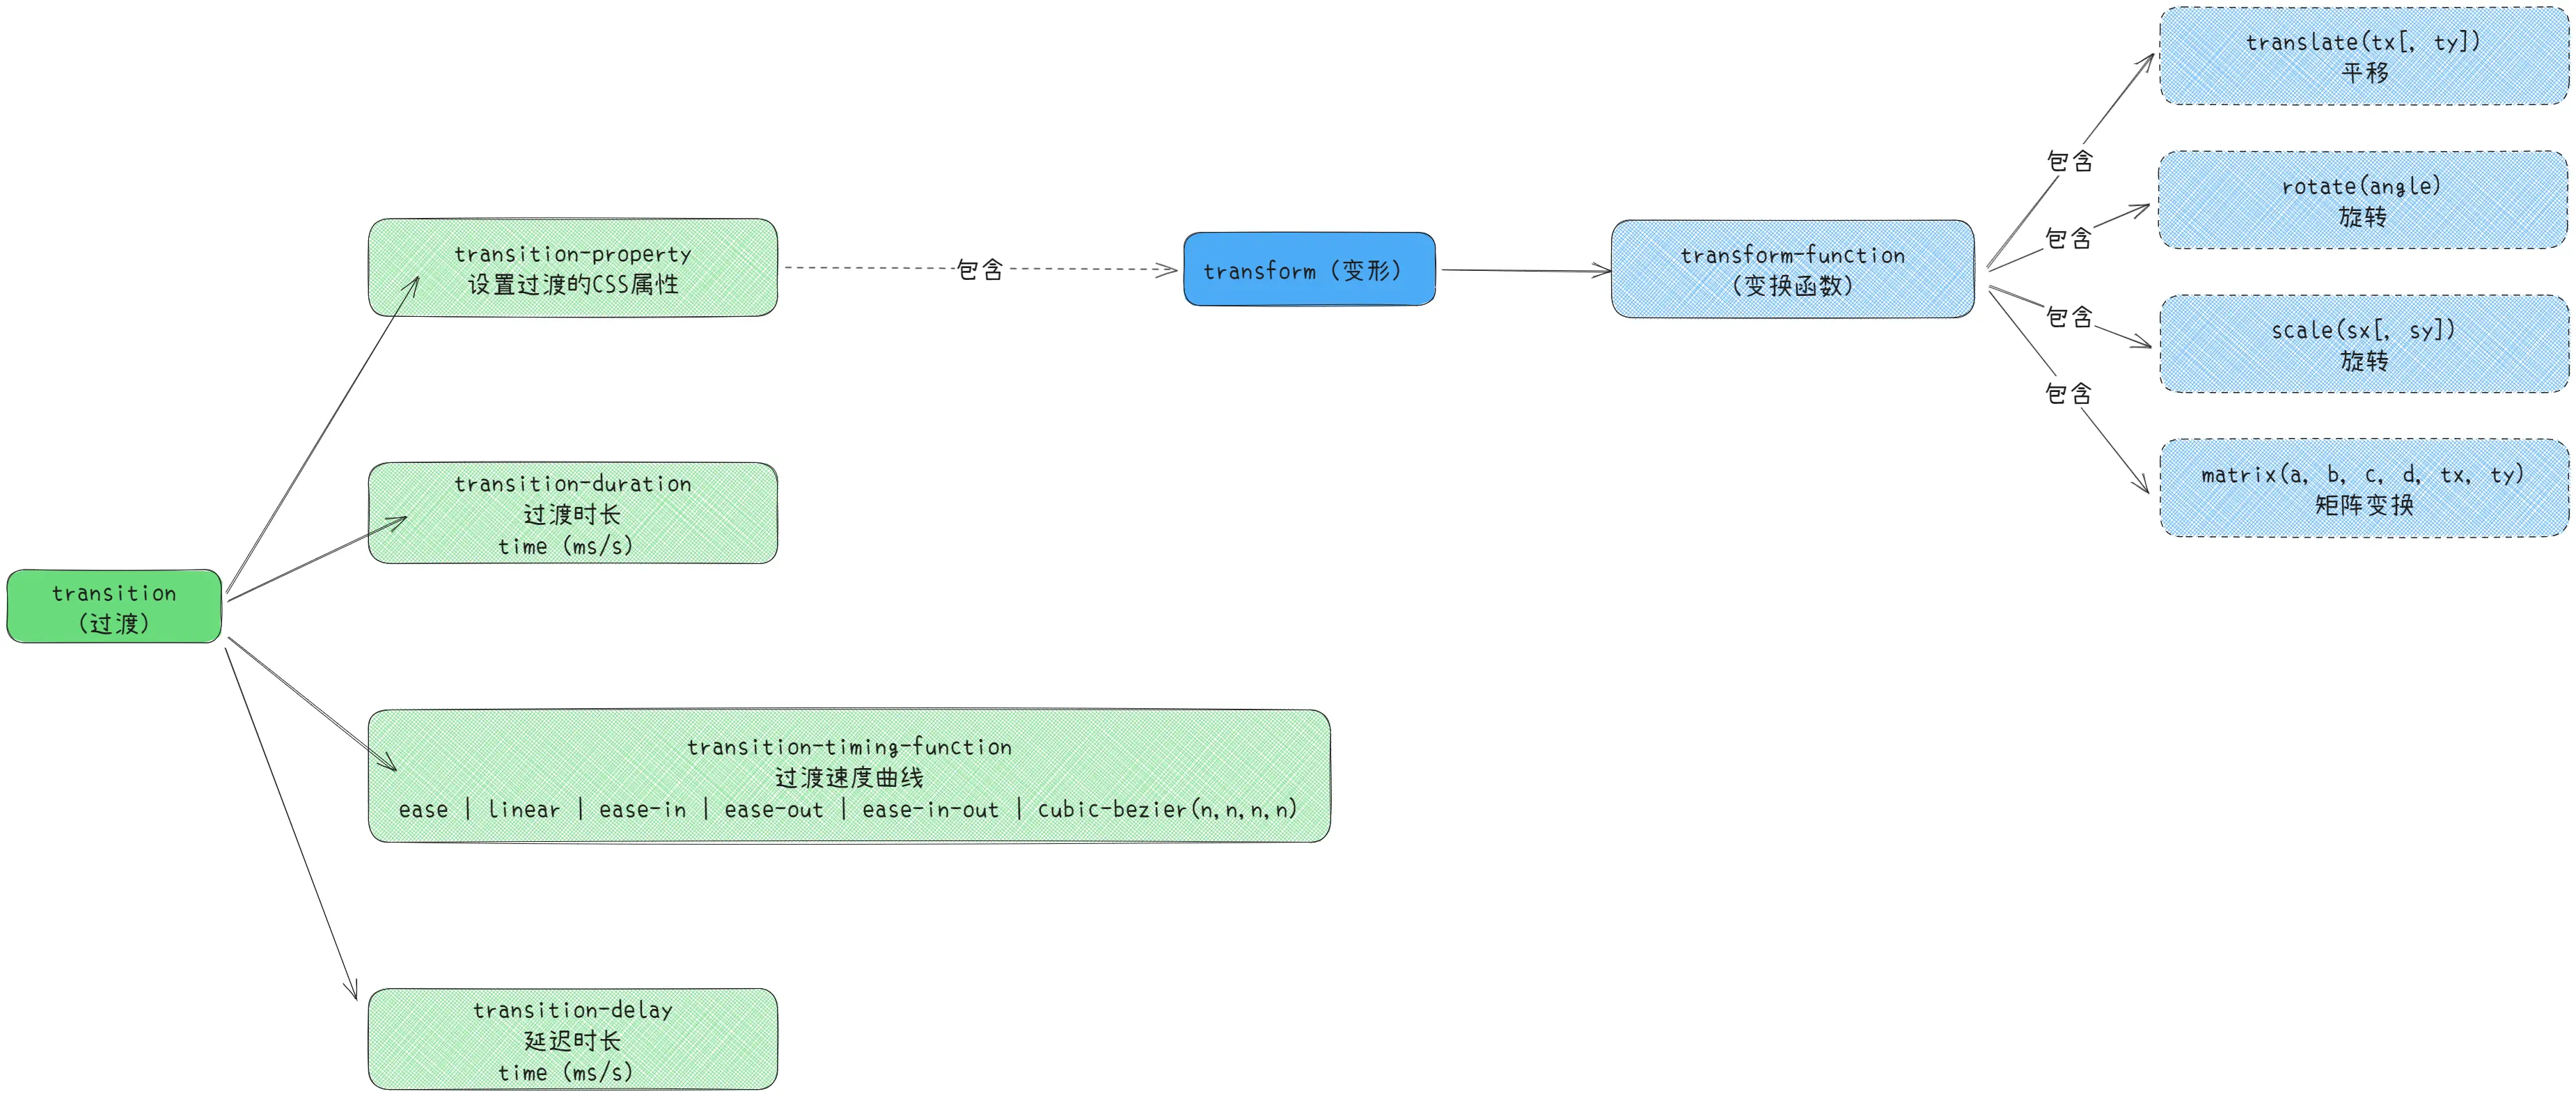 transition
(过渡)
transition-property
设置过渡的CSS属性
包含
transform (变形)
transform-function
(变换函数)
包含
translate(tx[, ty])
平移
包含
rotate(angle)
旋转
包含
scale(sx[, sy])
旋转
包含
matrix(a, b, c, d, tx, ty)
矩阵变换
transition-duration
过渡时长
time (ms/s)
transition-timing-function
过渡速度曲线
ease | linear | ease-in | ease-out | ease-in-out | cubic-bezier(n,n,n,n)
transition-delay
延迟时长
time (ms/s)